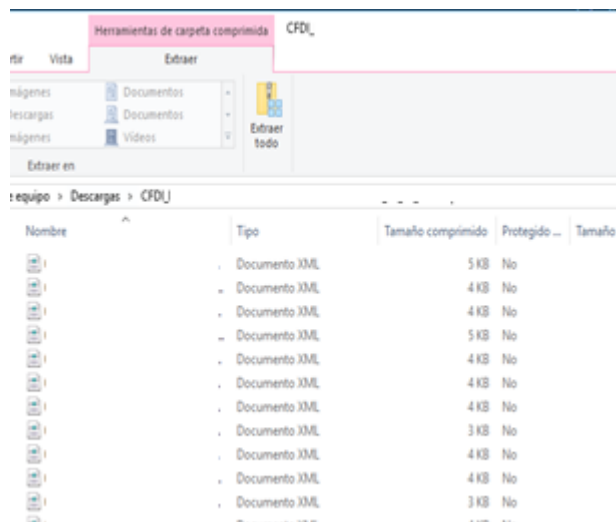 Herramientas de carpeta comprimida CFDI_
rtir Vista Extraer
mágenes Documentos
Descargas Documentos
mágenes Vídeos
Extraer todo
Extraer en
e equipo > Descargas > CFDI_
Nombre Tipo Tamaño comprimido Protegido ... Tamaño
Documento XML 5 KB No
Documento XML 4 KB No
Documento XML 4 KB No
Documento XML 5 KB No
Documento XML 4 KB No
Documento XML 4 KB No
Documento XML 4 KB No
Documento XML 3 KB No
Documento XML 4 KB No
Documento XML 4 KB No
Documento XML 3 KB No